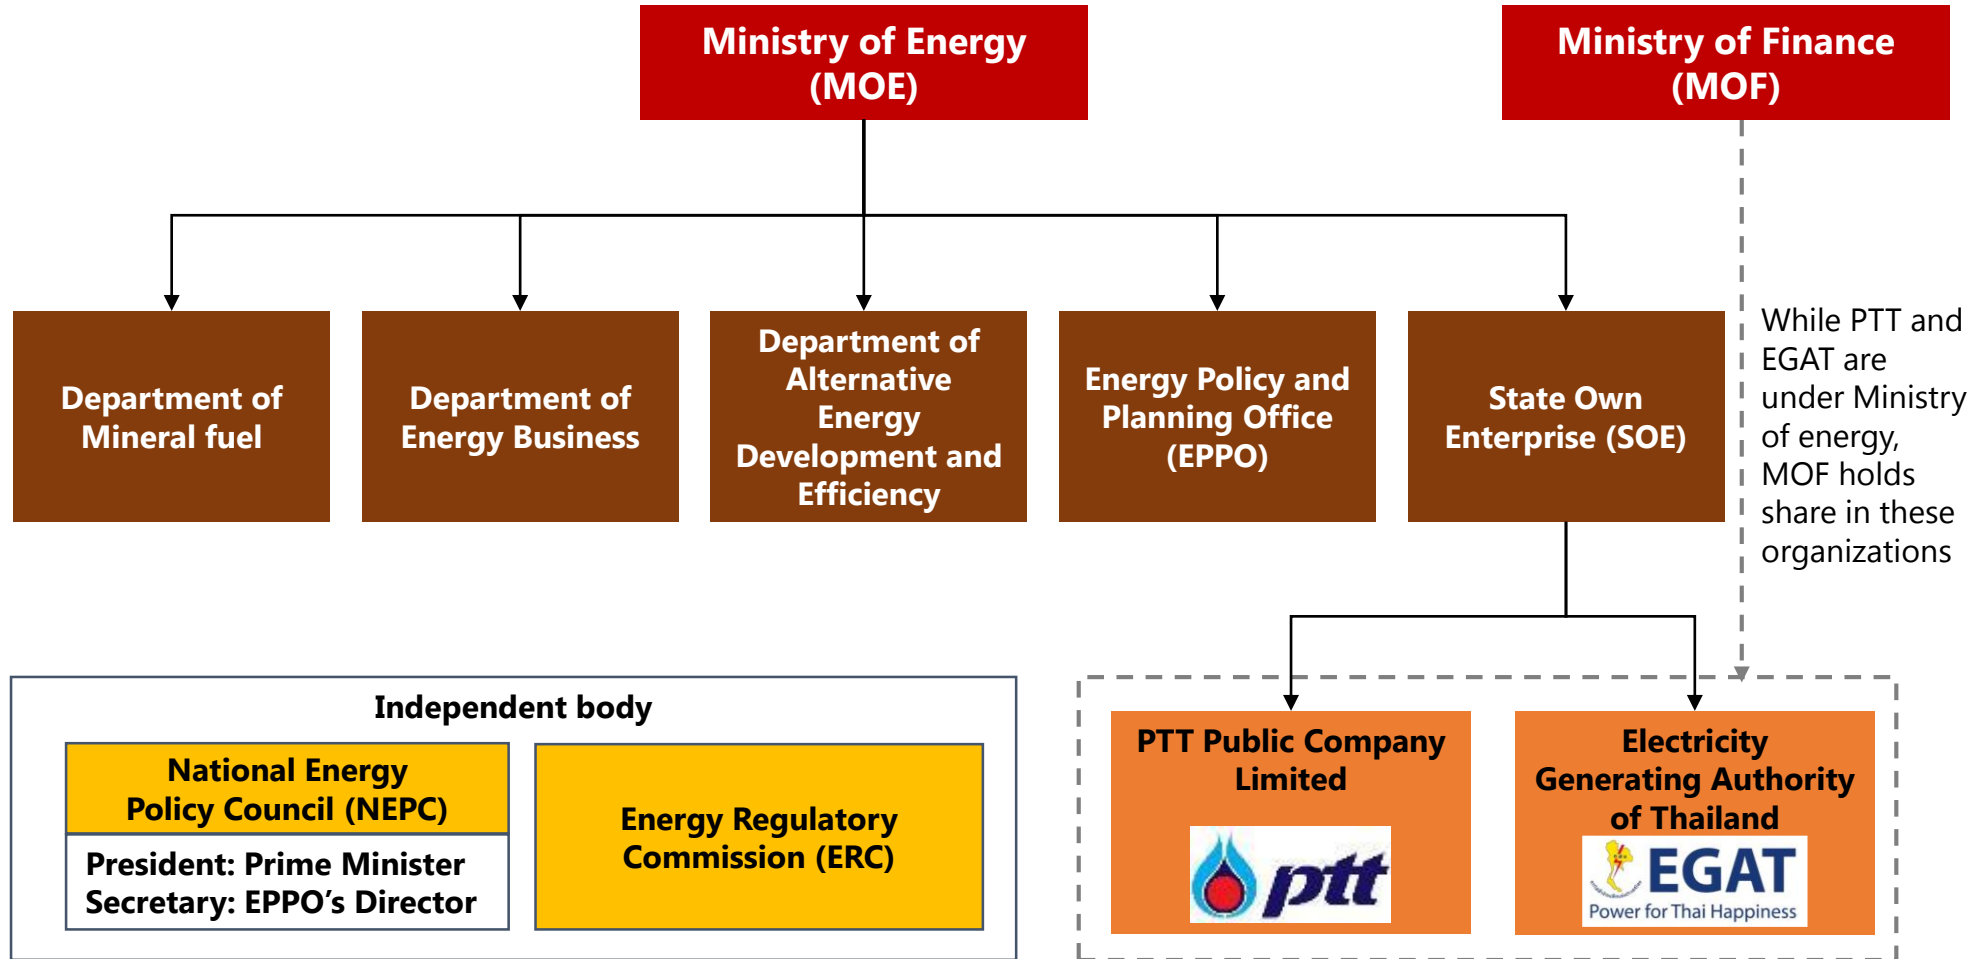 Ministry of Energy
(MOE)
Ministry of Finance
(MOF)
Department of
Mineral fuel
Department of
Energy Business
Department of
Alternative
Energy
Development and
Efficiency
Energy Policy and
Planning Office
(EPPO)
State Own
Enterprise (SOE)
While PTT and
EGAT are
under Ministry
of energy,
MOF holds
share in these
organizations
Independent body
National Energy
Policy Council (NEPC)
President: Prime Minister
Secretary: EPPO’s Director
Energy Regulatory
Commission (ERC)
PTT Public Company
Limited
ptt
Electricity
Generating Authority
of Thailand
EGAT
Power for Thai Happiness